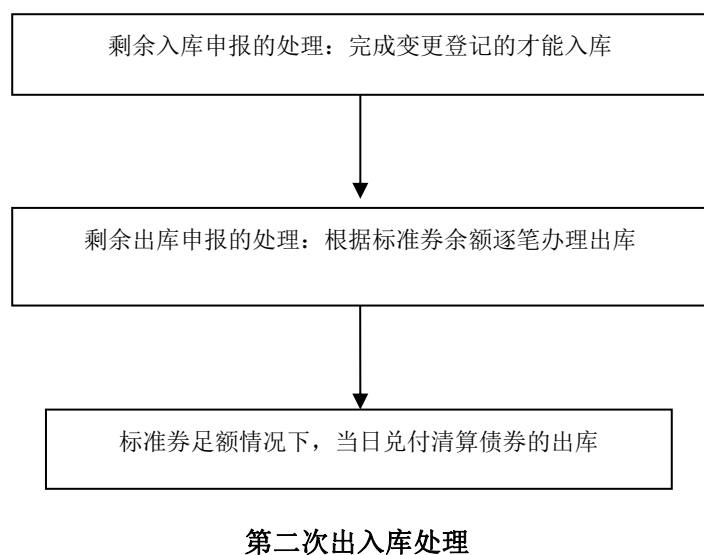 剩余入库申报的处理：完成变更登记的才能入库
剩余出库申报的处理：根据标准券余额逐笔办理出库
标准券足额情况下，当日兑付清算债券的出库
第二次出入库处理